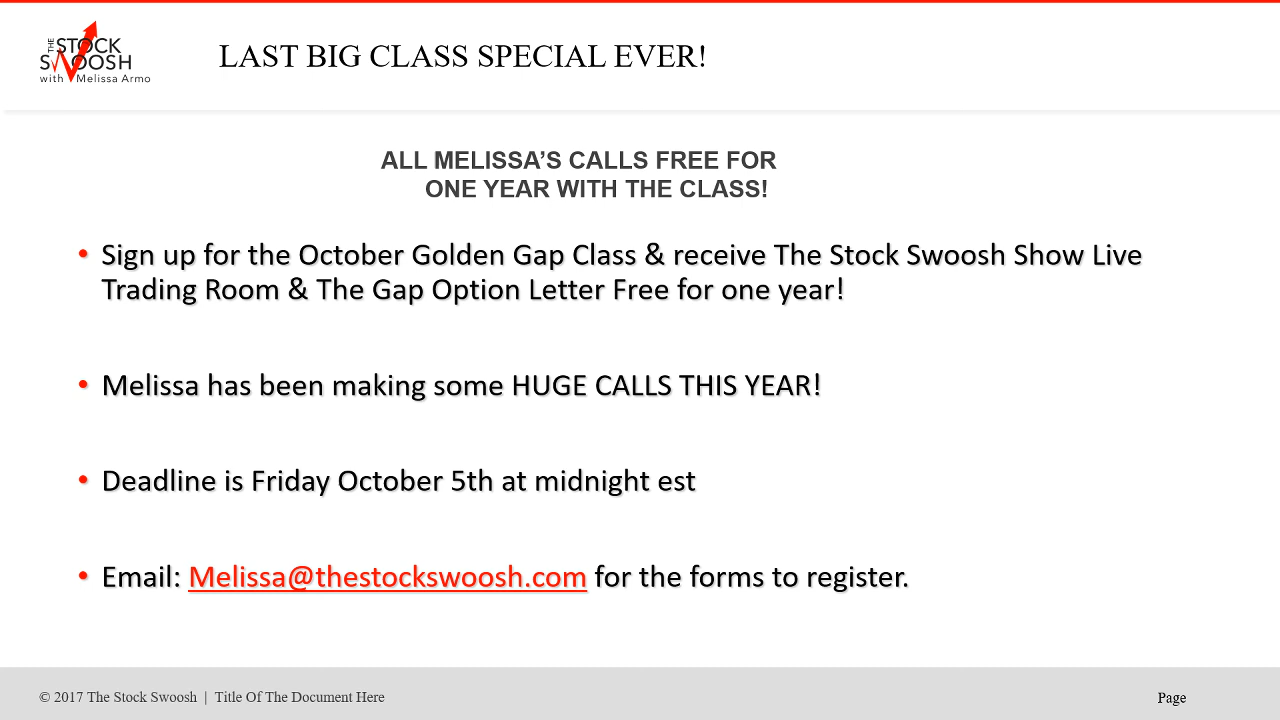 THE STOCK
SWOOSH
with Melissa Armo
LAST BIG CLASS SPECIAL EVER!
ALL MELISSA’S CALLS FREE FOR
ONE YEAR WITH THE CLASS!
• Sign up for the October Golden Gap Class & receive The Stock Swoosh Show Live
Trading Room & The Gap Option Letter Free for one year!
• Melissa has been making some HUGE CALLS THIS YEAR!
• Deadline is Friday October 5th at midnight est
• Email: Melissa@thestockswoosh.com for the forms to register.
© 2017 The Stock Swoosh | Title Of The Document Here
Page